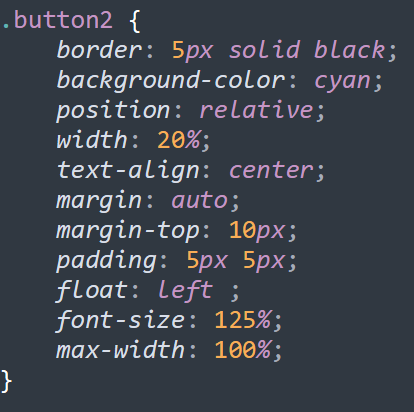 .button2 {
border: 5px solid black;
background-color: cyan;
position: relative;
width: 20%;
text-align: center;
margin: auto;
margin-top: 10px;
padding: 5px 5px;
float: left ;
font-size: 125%;
max-width: 100%;
}